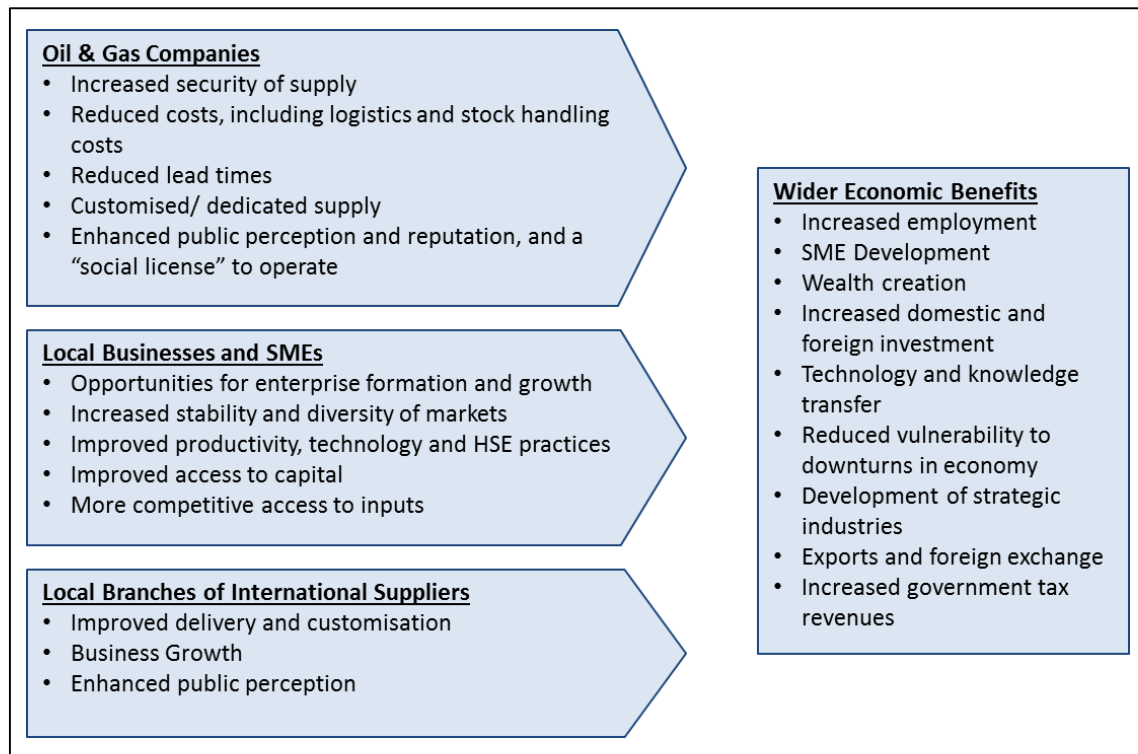 Oil & Gas Companies
• Increased security of supply
• Reduced costs, including logistics and stock handling
costs
• Reduced lead times
• Customised/ dedicated supply
• Enhanced public perception and reputation, and a
“social license” to operate
Local Businesses and SMEs
• Opportunities for enterprise formation and growth
• Increased stability and diversity of markets
• Improved productivity, technology and HSE practices
• Improved access to capital
• More competitive access to inputs
Local Branches of International Suppliers
• Improved delivery and customisation
• Business Growth
• Enhanced public perception
Wider Economic Benefits
• Increased employment
• SME Development
• Wealth creation
• Increased domestic and
foreign investment
• Technology and knowledge
transfer
• Reduced vulnerability to
downturns in economy
• Development of strategic
industries
• Exports and foreign exchange
• Increased government tax
revenues